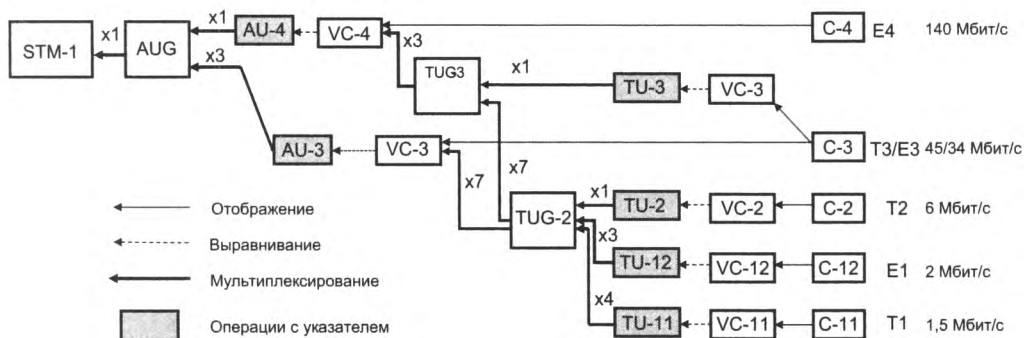 x1 AU-4 VC-4 C-4 E4 140 Мбит/с
STM-1 x1 AUG x3 x3
TUG3 x1 TU-3 VC-3
AU-3 VC-3 C-3 T3/E3 45/34 Мбит/с
x7 x7
TUG-2 x1 TU-2 VC-2 C-2 T2 6 Мбит/с
x3 TU-12 VC-12 C-12 E1 2 Мбит/с
x4 TU-11 VC-11 C-11 T1 1,5 Мбит/с
Отображение
Выравнивание
Мультиплексирование
Операции с указателем